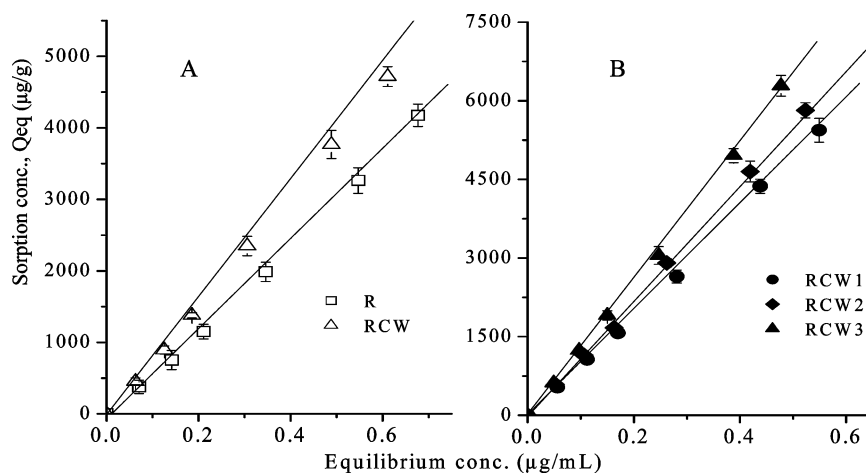 A
B
Sorption conc., Qeq (µg/g)
5000
4000
3000
2000
1000
0
0.0
0.2
0.4
0.6
R
RCW
7500
6000
4500
3000
1500
0
0.0
0.2
0.4
0.6
RCW1
RCW2
RCW3
Equilibrium conc. (µg/mL)